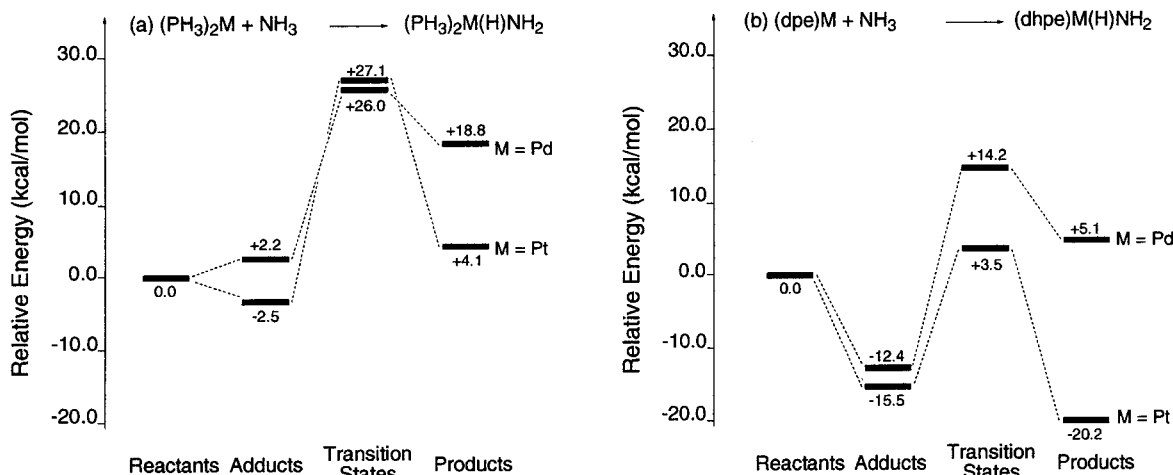 (a) (PH₃)₂M + NH₃ ⟶ (PH₃)₂M(H)NH₂
Relative Energy (kcal/mol)
30.0
20.0
10.0
0.0
-10.0
-20.0
+27.1
+26.0
+18.8
M = Pd
+2.2
M = Pt
+4.1
0.0
-2.5
Reactants Adducts Transition States Products
(b) (dpe)M + NH₃ ⟶ (dhpe)M(H)NH₂
Relative Energy (kcal/mol)
30.0
20.0
10.0
0.0
-10.0
-20.0
+14.2
+5.1
M = Pd
+3.5
0.0
-12.4
-15.5
M = Pt
-20.2
Reactants Adducts Transition States Products